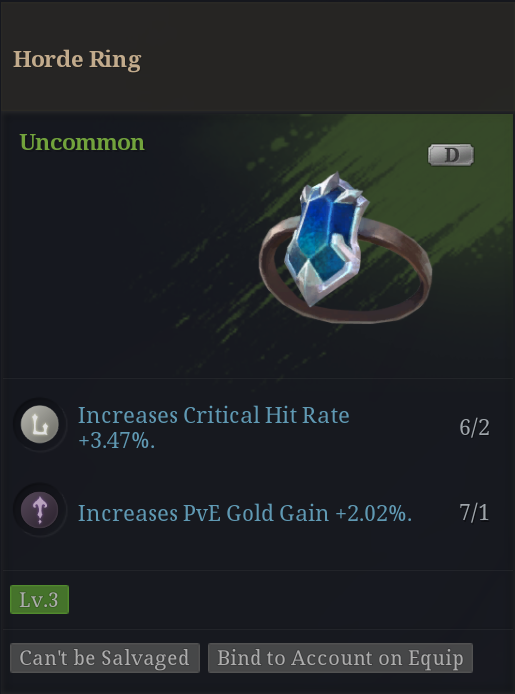 Horde Ring
Uncommon
D
Increases Critical Hit Rate
+3.47%.
6/2
Increases PvE Gold Gain +2.02%.
7/1
Lv.3
Can't be Salvaged
Bind to Account on Equip